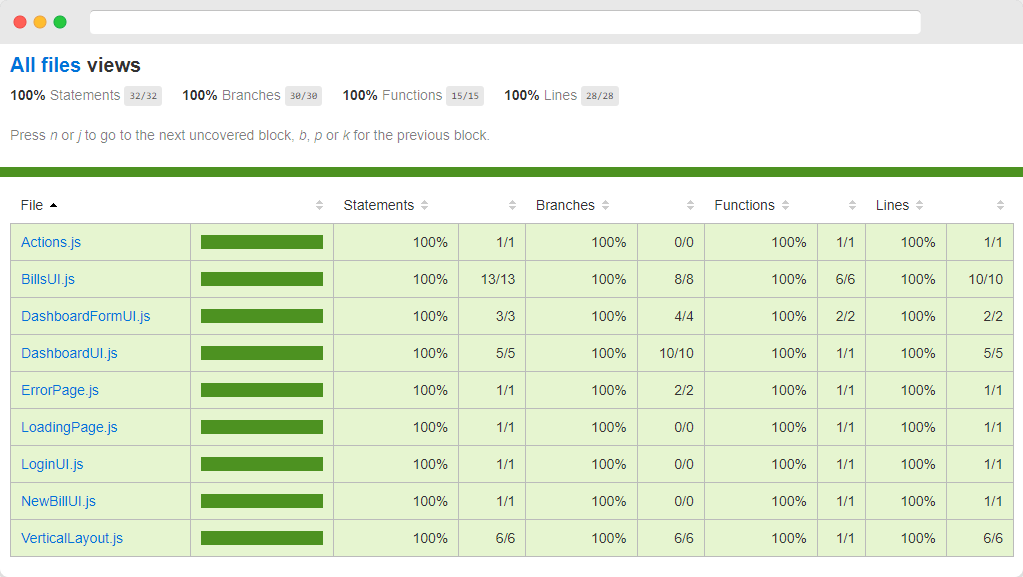 All files views
100% Statements 32/32 100% Branches 30/30 100% Functions 15/15 100% Lines 28/28
Press n or j to go to the next uncovered block, b, p or k for the previous block.
File Statements Branches Functions Lines
Actions.js 100% 1/1 100% 0/0 100% 1/1 100% 1/1
BillsUI.js 100% 13/13 100% 8/8 100% 6/6 100% 10/10
DashboardFormUI.js 100% 3/3 100% 4/4 100% 2/2 100% 2/2
DashboardUI.js 100% 5/5 100% 10/10 100% 1/1 100% 5/5
ErrorPage.js 100% 1/1 100% 2/2 100% 1/1 100% 1/1
LoadingPage.js 100% 1/1 100% 0/0 100% 1/1 100% 1/1
LoginUI.js 100% 1/1 100% 0/0 100% 1/1 100% 1/1
NewBillUI.js 100% 1/1 100% 0/0 100% 1/1 100% 1/1
VerticalLayout.js 100% 6/6 100% 6/6 100% 1/1 100% 6/6